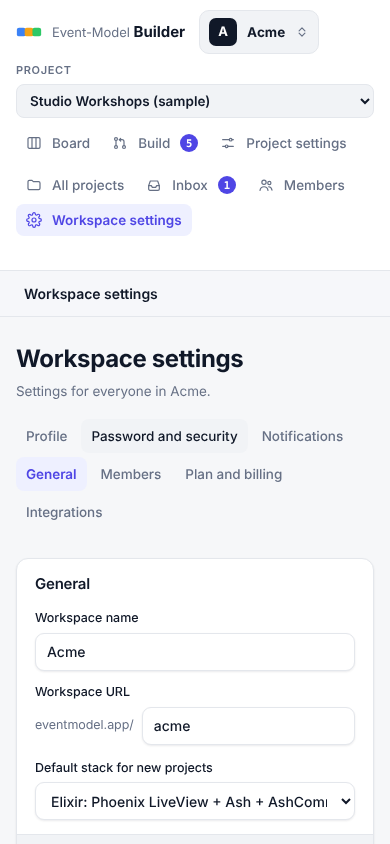 Event-Model Builder A Acme
PROJECT
Studio Workshops (sample)
Board Build 5 Project settings
All projects Inbox 1 Members
Workspace settings
Workspace settings
Workspace settings
Settings for everyone in Acme.
Profile Password and security Notifications
General Members Plan and billing
Integrations
General
Workspace name
Acme
Workspace URL
eventmodel.app/ acme
Default stack for new projects
Elixir: Phoenix LiveView + Ash + AshComm